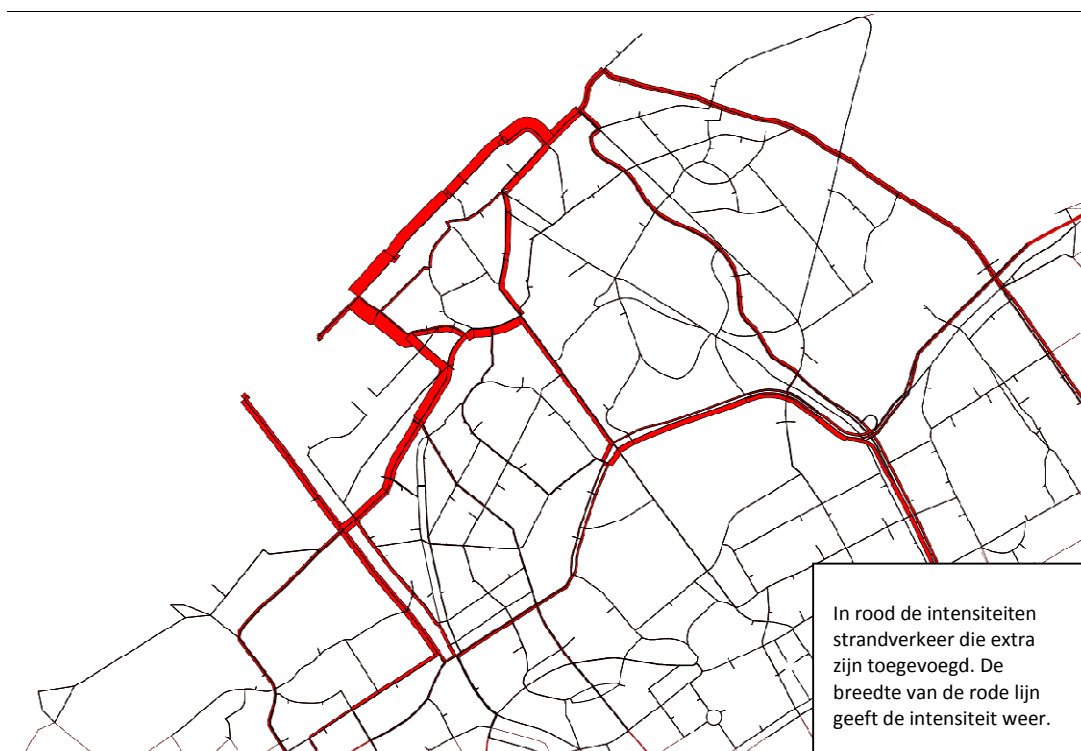 In rood de intensiteiten
strandverkeer die extra
zijn toegevoegd. De
breedte van de rode lijn
geeft de intensiteit weer.